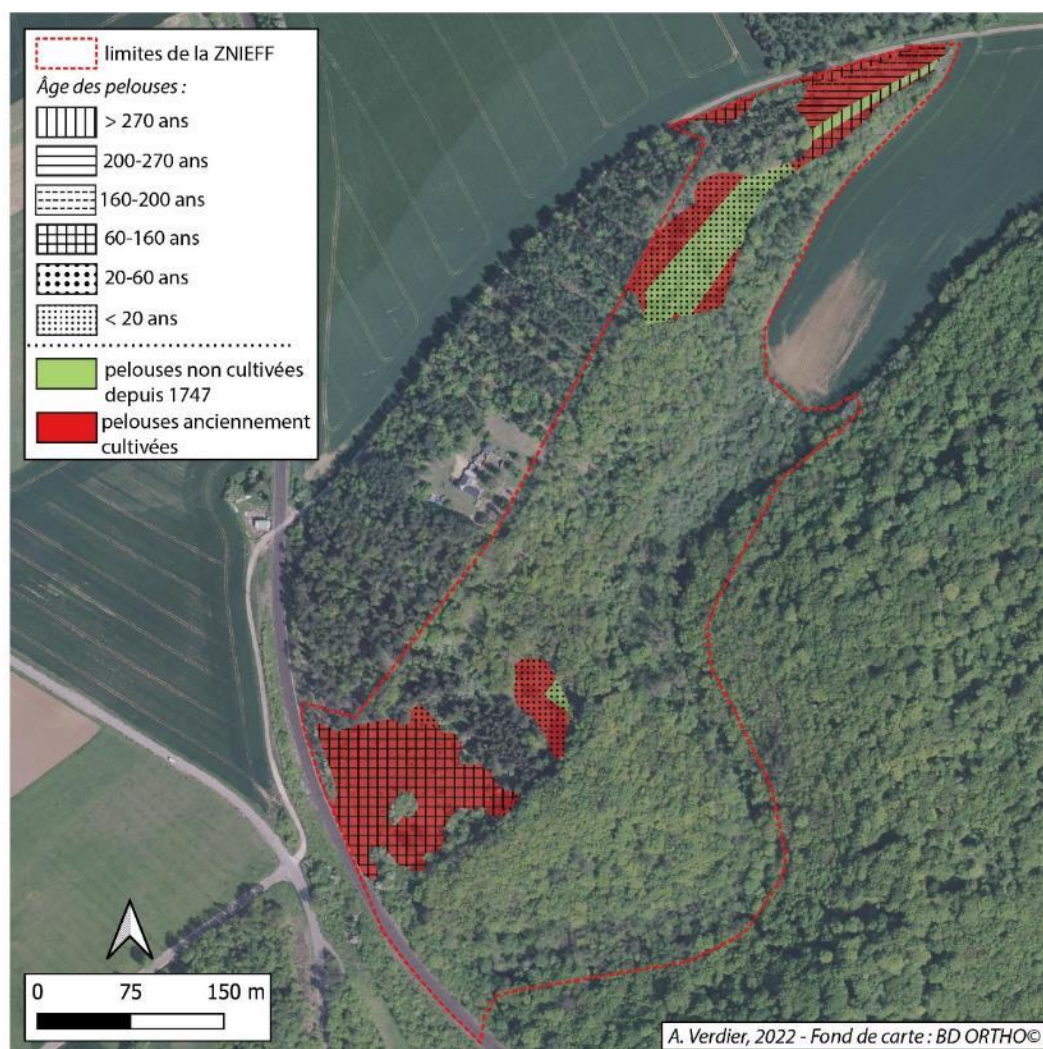 limites de la ZNIEFF
Âge des pelouses :
> 270 ans
200-270 ans
160-200 ans
60-160 ans
20-60 ans
< 20 ans
pelouses non cultivées
depuis 1747
pelouses anciennement
cultivées
0 75 150 m
A. Verdier, 2022 - Fond de carte : BD ORTHO©